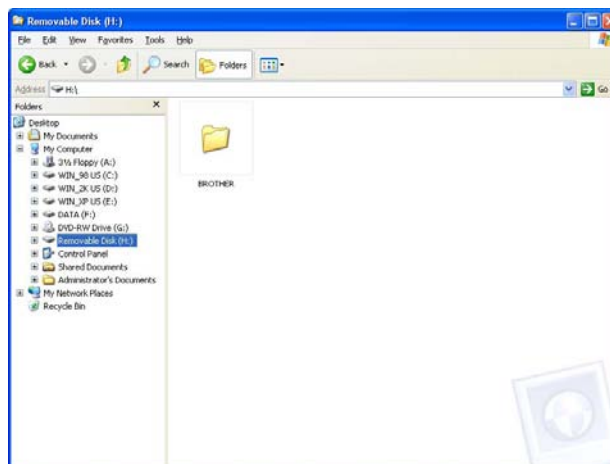 Removable Disk (H:)
File Edit View Favorites Tools Help
Back Search Folders
Address H:\ Go
Folders
Desktop
My Documents
My Computer
3½ Floppy (A:)
WIN_98 US (C:)
WIN_2K US (D:)
WIN_XP US (E:)
DATA (F:)
DVD-RW Drive (G:)
Removable Disk (H:)
Control Panel
Shared Documents
Administrator's Documents
My Network Places
Recycle Bin
BROTHER